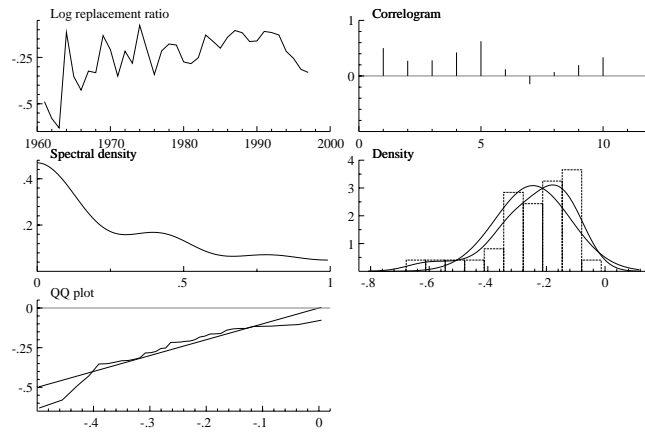 Log replacement ratio
-.25
-.5
1960 1970 1980 1990 2000
Correlogram
1
0
0 5 10
Spectral density
.4
.2
0 .5 1
Density
4
3
2
1
-.8 -.6 -.4 -.2 0
QQ plot
0
-.25
-.5
-.4 -.3 -.2 -.1 0